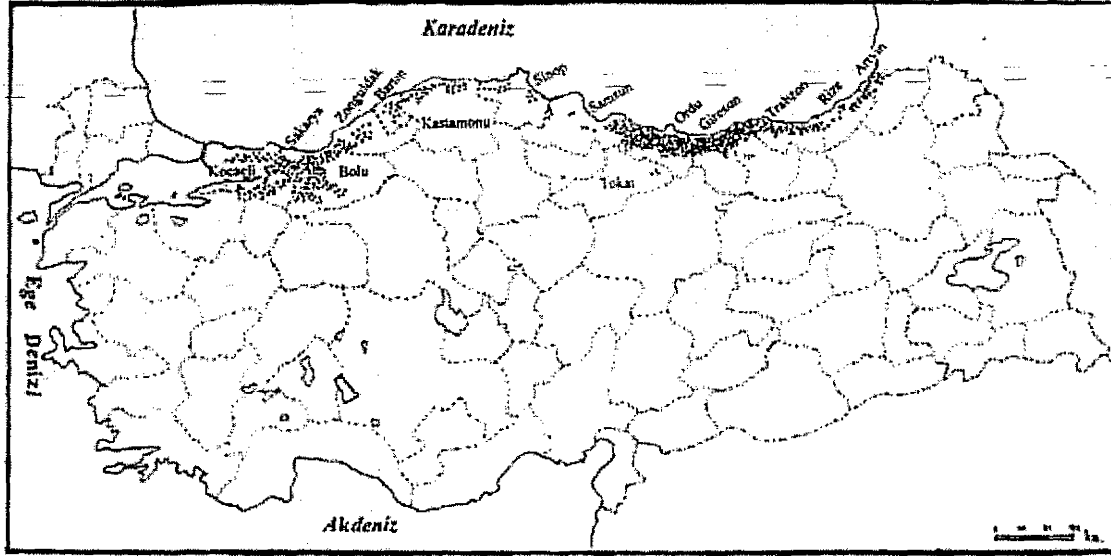 Karadeniz
Sinop
Artvin
Rize
Trabzon
Giresun
Ordu
Samsun
Bartın
Zonguldak
Sakarya
Kastamonu
Kocaeli
Bolu
Tokat
Ege Denizi
Akdeniz